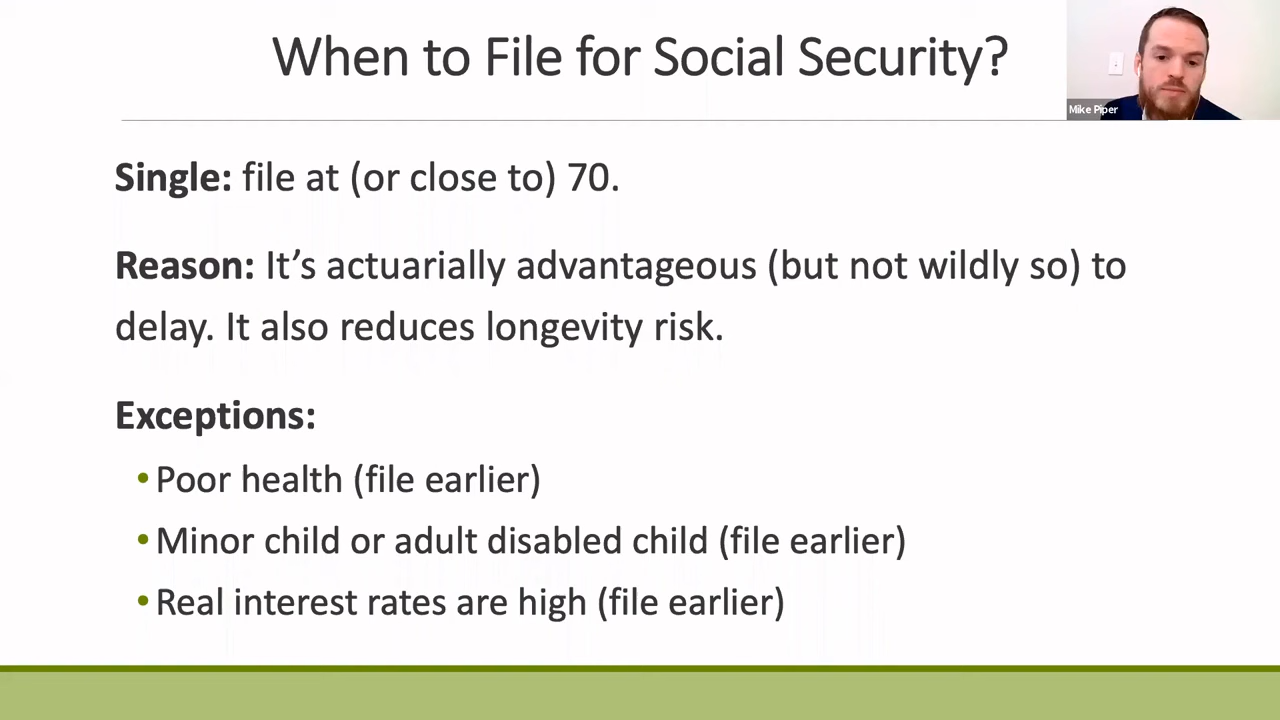 When to File for Social Security?
Mike Piper
Single: file at (or close to) 70.
Reason: It’s actuarially advantageous (but not wildly so) to
delay. It also reduces longevity risk.
Exceptions:
•Poor health (file earlier)
•Minor child or adult disabled child (file earlier)
•Real interest rates are high (file earlier)